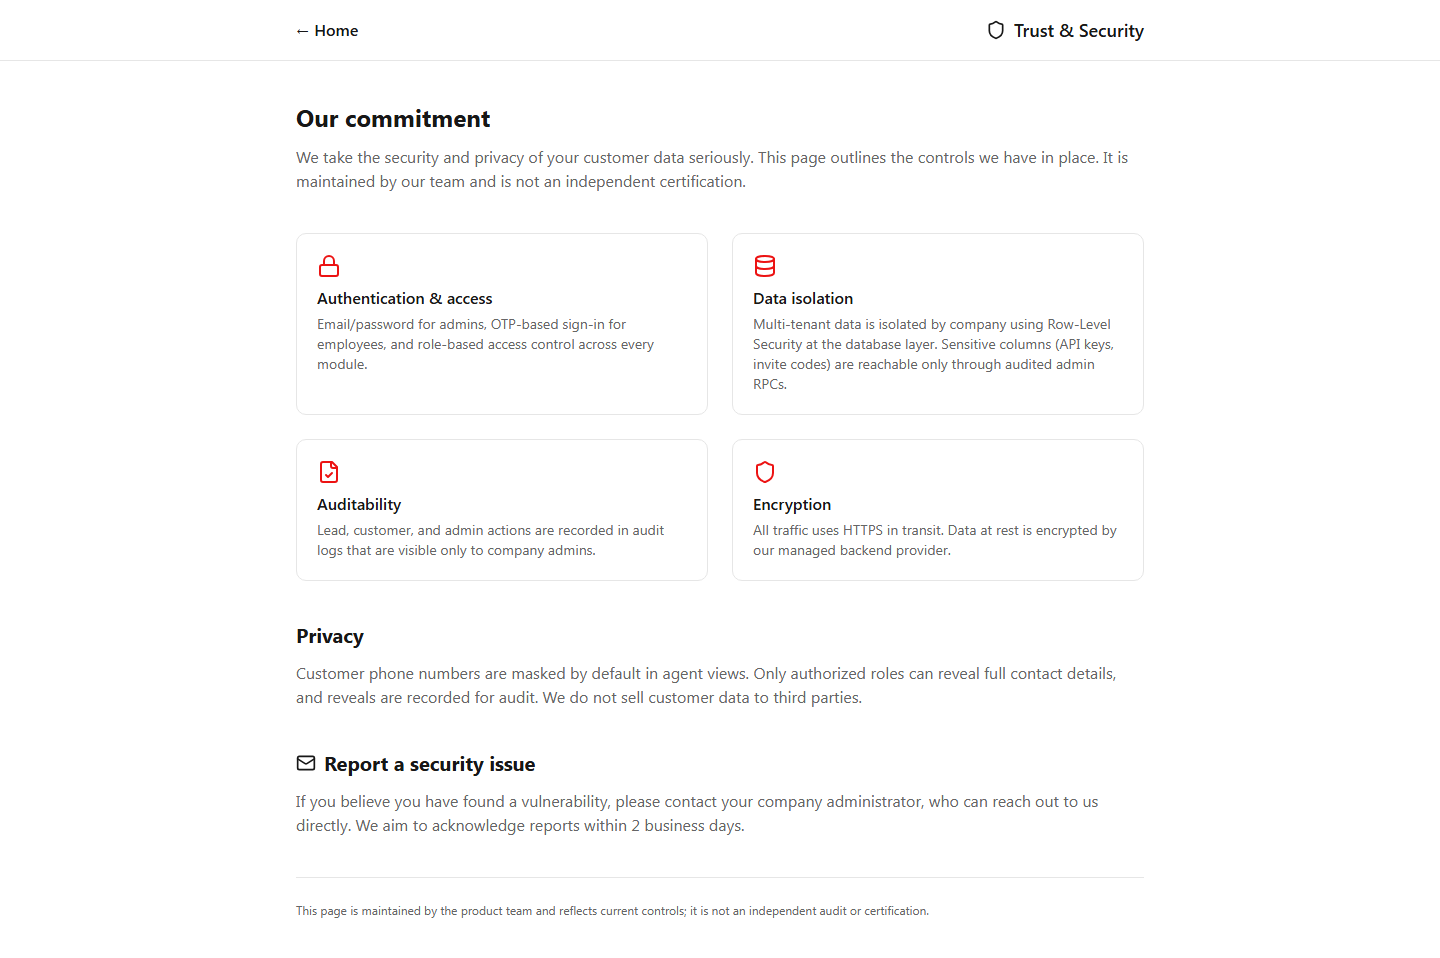 ← Home
Trust & Security
Our commitment
We take the security and privacy of your customer data seriously. This page outlines the controls we have in place. It is
maintained by our team and is not an independent certification.
Authentication & access
Email/password for admins, OTP-based sign-in for
employees, and role-based access control across every
module.
Data isolation
Multi-tenant data is isolated by company using Row-Level
Security at the database layer. Sensitive columns (API keys,
invite codes) are reachable only through audited admin
RPCs.
Auditability
Lead, customer, and admin actions are recorded in audit
logs that are visible only to company admins.
Encryption
All traffic uses HTTPS in transit. Data at rest is encrypted by
our managed backend provider.
Privacy
Customer phone numbers are masked by default in agent views. Only authorized roles can reveal full contact details,
and reveals are recorded for audit. We do not sell customer data to third parties.
Report a security issue
If you believe you have found a vulnerability, please contact your company administrator, who can reach out to us
directly. We aim to acknowledge reports within 2 business days.
This page is maintained by the product team and reflects current controls; it is not an independent audit or certification.